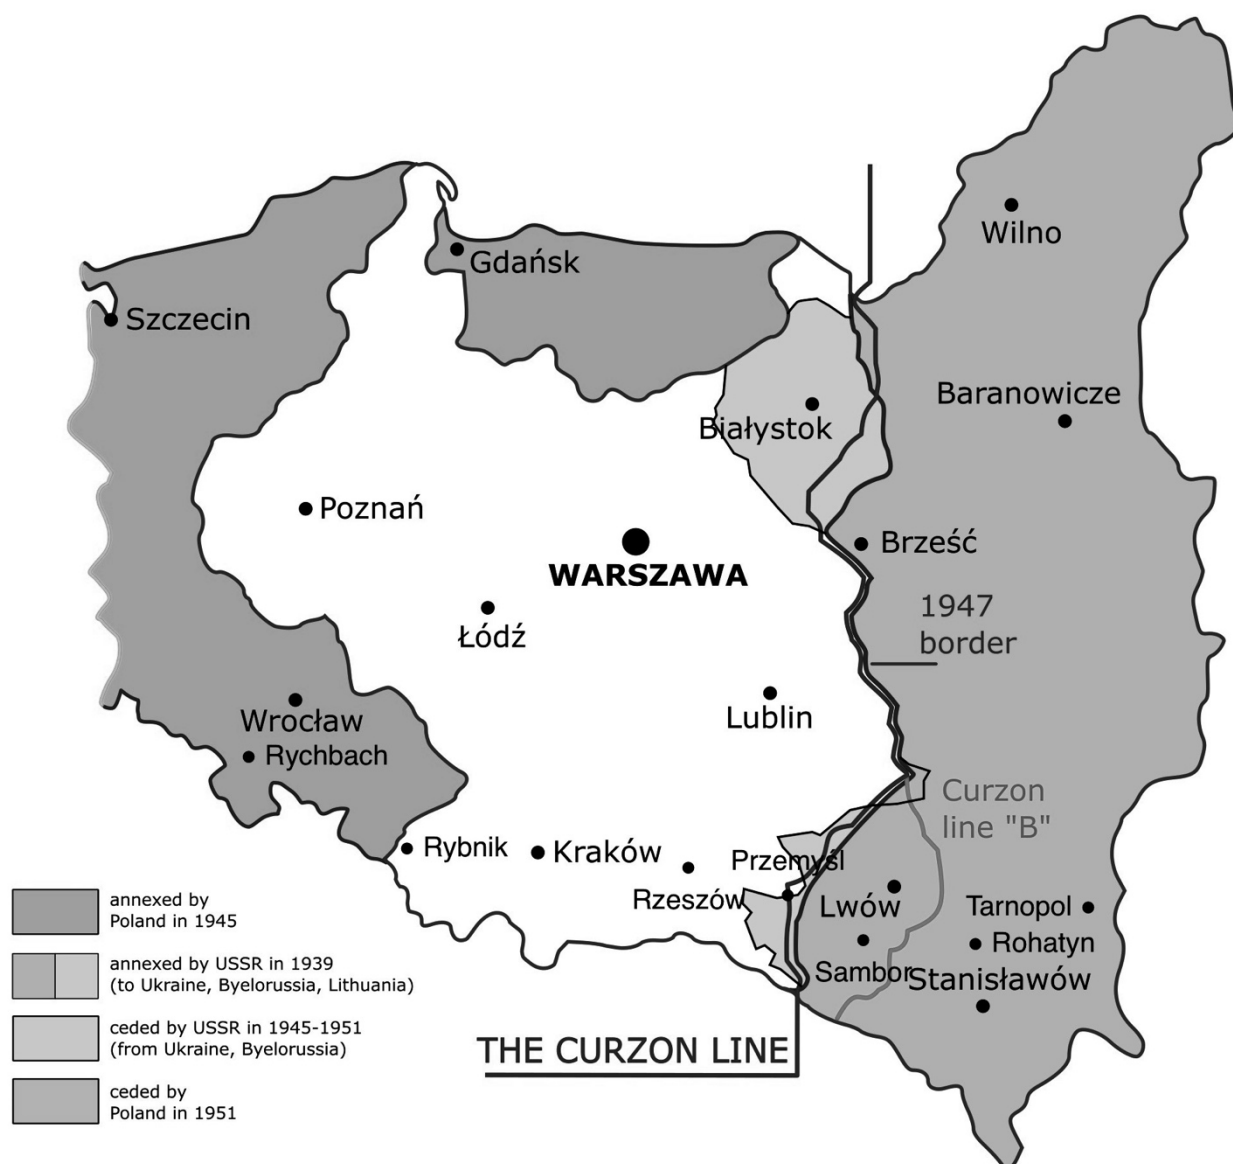 Wilno
Gdańsk
Szczecin
Baranowicze
Białystok
Poznań
Brześć
WARSZAWA
1947
border
Łódź
Lublin
Wrocław
Rychbach
Curzon
line "B"
Rybnik
Kraków
Przemyśl
Rzeszów
Lwów
Tarnopol
Rohatyn
Sambor
Stanisławów
THE CURZON LINE
annexed by
Poland in 1945
annexed by USSR in 1939
(to Ukraine, Byelorussia, Lithuania)
ceded by USSR in 1945-1951
(from Ukraine, Byelorussia)
ceded by
Poland in 1951